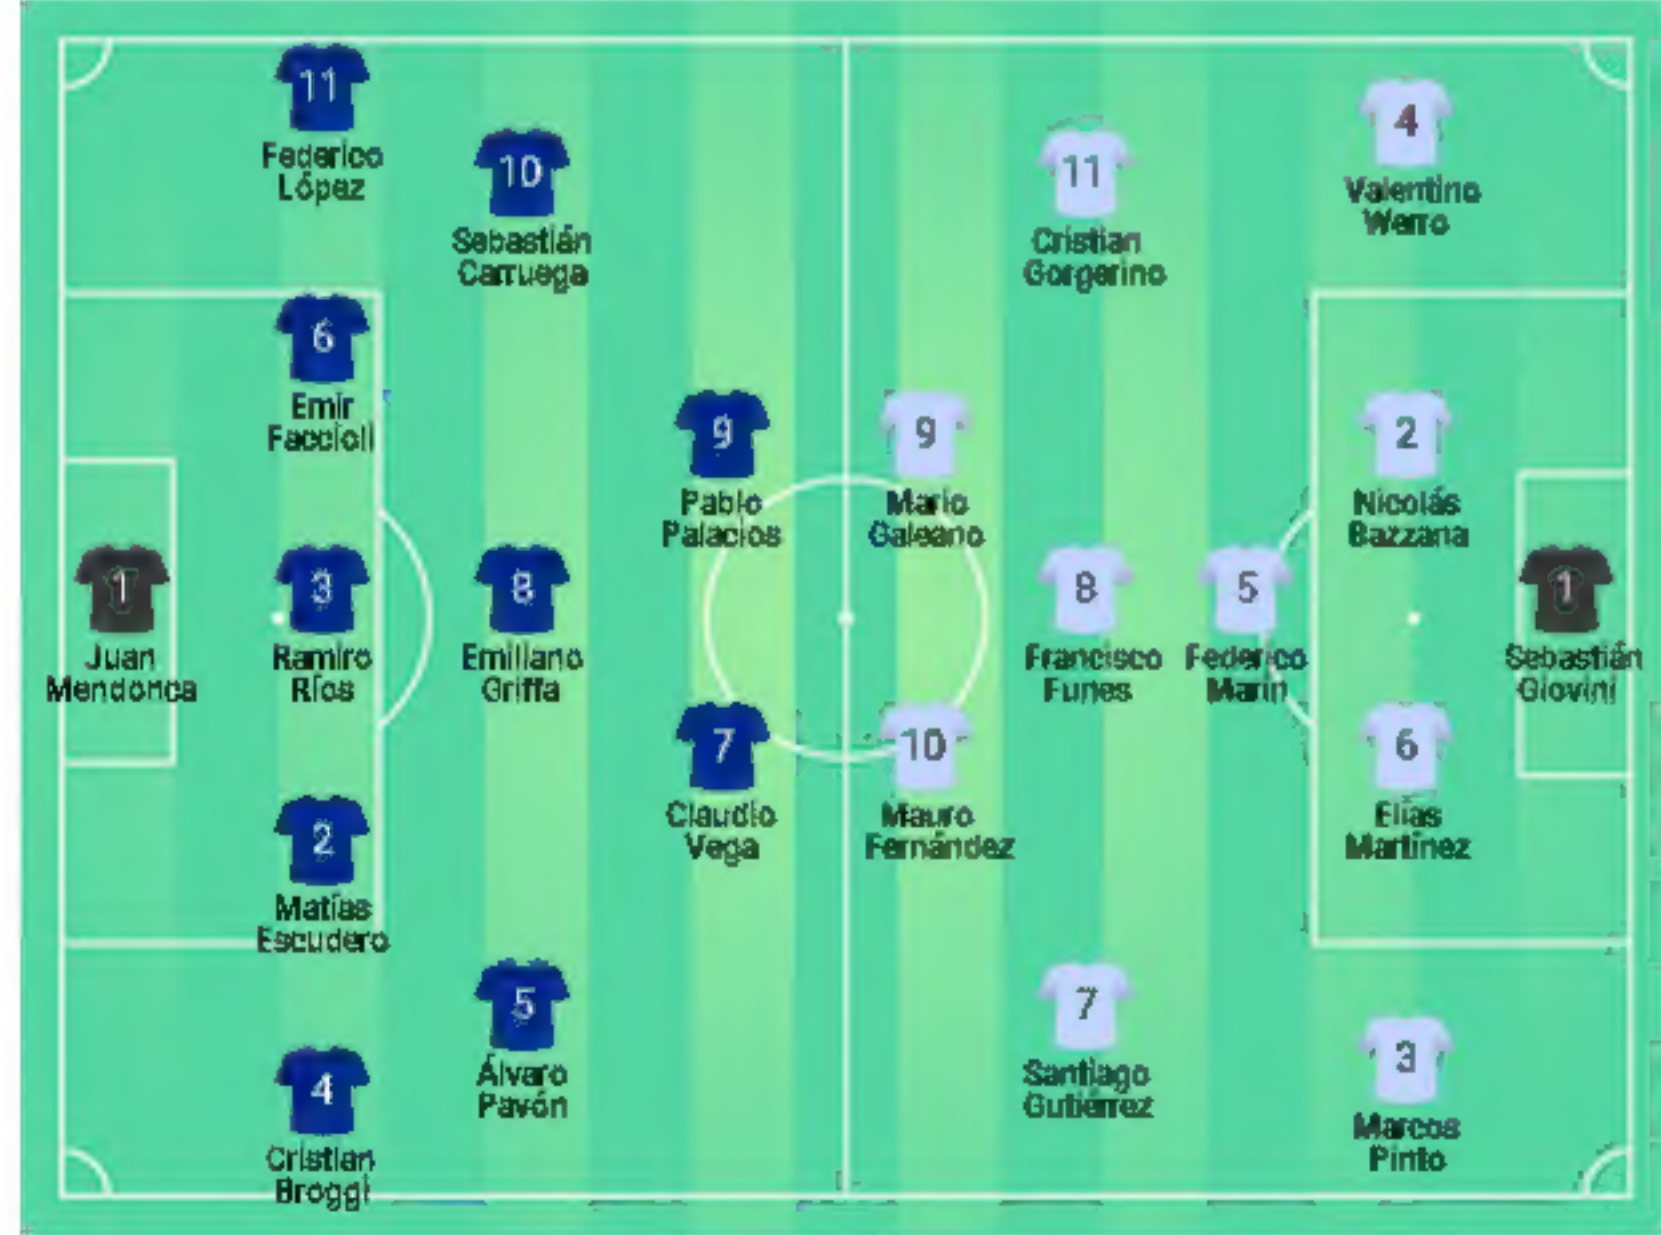 11
Federico
López
10
Sebastián
Carruega
6
Emir
Faccioli
9
Pablo
Palacios
1
Juan
Mendonca
3
Ramiro
Ríos
8
Emiliano
Griffa
7
Claudio
Vega
2
Matías
Escudero
5
Álvaro
Pavón
4
Cristian
Broggi
4
Valentino
Werro
11
Cristian
Gorgerino
9
Mario
Galeano
2
Nicolás
Bazzana
8
Francisco
Funes
5
Federico
Marín
1
Sebastián
Giovini
10
Mauro
Fernández
6
Elías
Martínez
7
Santiago
Gutiérrez
3
Marcos
Pinto